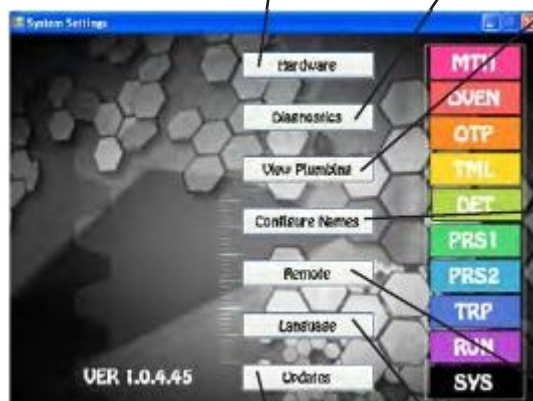 System Settings
Hardware
Diagnostics
View Plumbing
Configure Names
Remote
Language
Updates
VER 1.0.4.45
MTH
OVEN
OTP
TML
DET
PRS1
PRS2
TRP
RUN
SYS